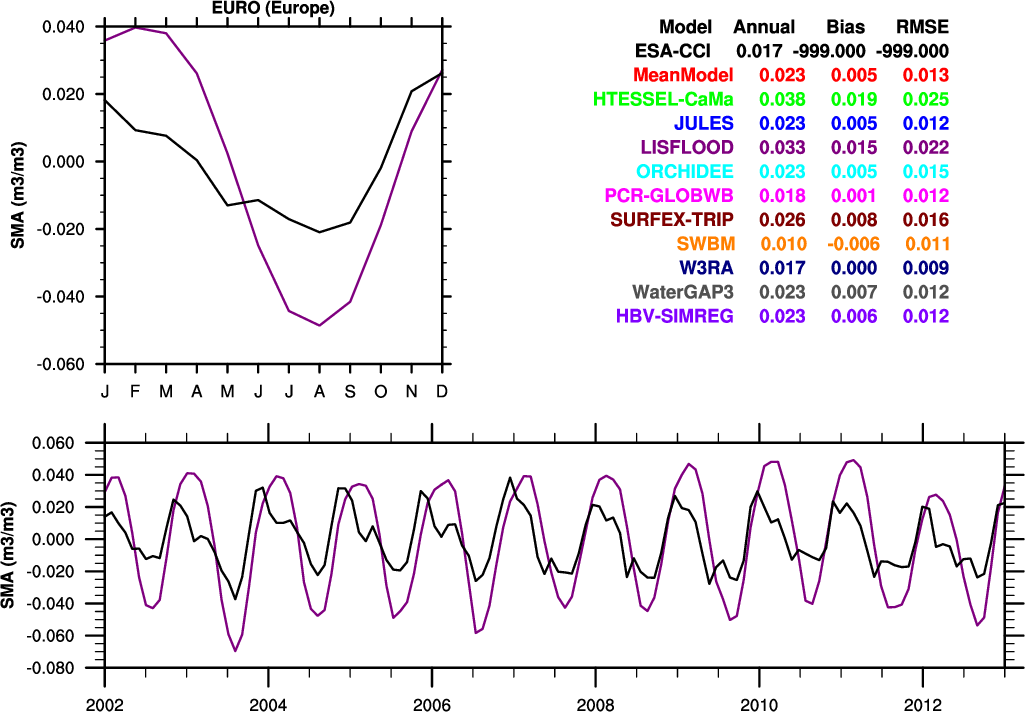 EURO (Europe)
0.040
0.020
0.000
-0.020
-0.040
-0.060
SMA (m3/m3)
J F M A M J J A S O N D
Model Annual Bias RMSE
ESA-CCI 0.017 -999.000 -999.000
MeanModel 0.023 0.005 0.013
HTESSEL-CaMa 0.038 0.019 0.025
JULES 0.023 0.005 0.012
LISFLOOD 0.033 0.015 0.022
ORCHIDEE 0.023 0.005 0.015
PCR-GLOBWB 0.018 0.001 0.012
SURFEX-TRIP 0.026 0.008 0.016
SWBM 0.010 -0.006 0.011
W3RA 0.017 0.000 0.009
WaterGAP3 0.023 0.007 0.012
HBV-SIMREG 0.023 0.006 0.012
0.060
0.040
0.020
0.000
-0.020
-0.040
-0.060
-0.080
SMA (m3/m3)
2002 2004 2006 2008 2010 2012